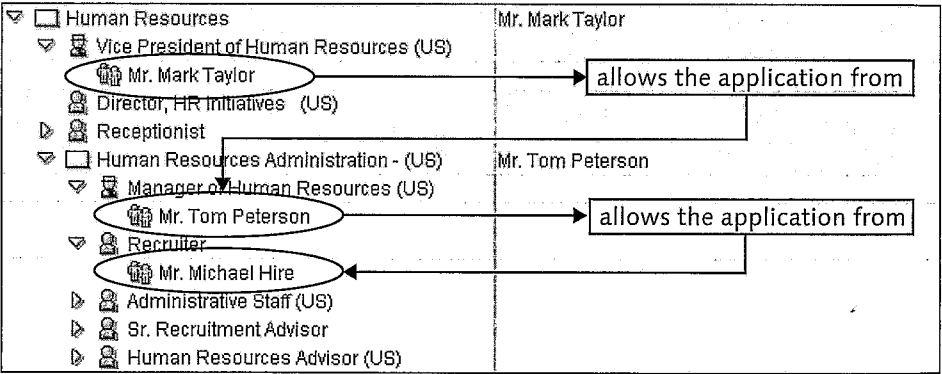 Human Resources Mr. Mark Taylor
Vice President of Human Resources (US)
Mr. Mark Taylor allows the application from
Director, HR Initiatives (US)
Receptionist
Human Resources Administration - (US) Mr. Tom Peterson
Manager of Human Resources (US)
Mr. Tom Peterson allows the application from
Recruiter
Mr. Michael Hire
Administrative Staff (US)
Sr. Recruitment Advisor
Human Resources Advisor (US)